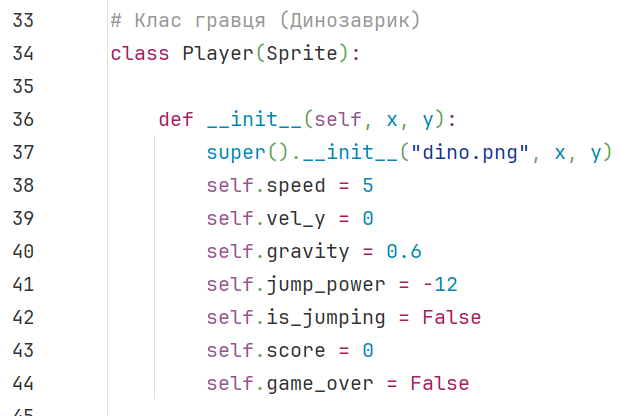 33 # Клас гравця (Динозаврик)
34 class Player(Sprite):
35
36 def __init__(self, x, y):
37 super().__init__("dino.png", x, y)
38 self.speed = 5
39 self.vel_y = 0
40 self.gravity = 0.6
41 self.jump_power = -12
42 self.is_jumping = False
43 self.score = 0
44 self.game_over = False